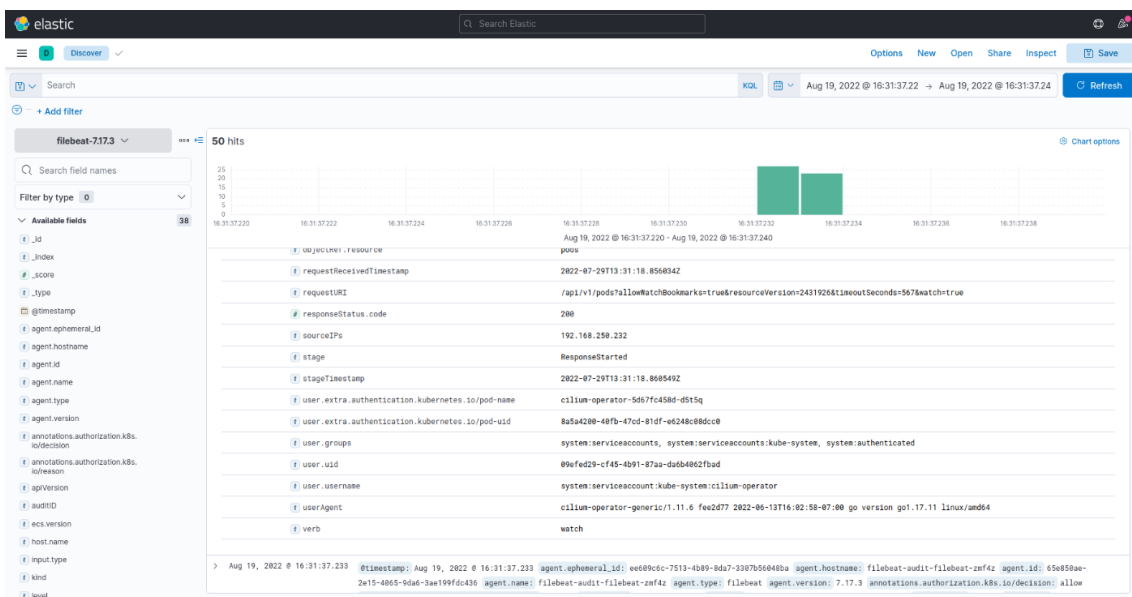 elastic
Search Elastic
D Discover
Options New Open Share Inspect Save
Search KQL Aug 19, 2022 @ 16:31:37.22 → Aug 19, 2022 @ 16:31:37.24 Refresh
+ Add filter
filebeat-7.17.3
50 hits
Chart options
Search field names
Filter by type 0
Available fields 38
t _id
t _index
# _score
t _type
@timestamp
t agent.ephemeral_id
t agent.hostname
t agent.id
t agent.name
t agent.type
t agent.version
t annotations.authorization.k8s.
io/decision
t annotations.authorization.k8s.
io/reason
t apiVersion
t auditID
t ecs.version
t host.name
t input.type
t kind
t level
25
20
15
10
5
0
16:31:37.220 16:31:37.222 16:31:37.224 16:31:37.226 16:31:37.228 16:31:37.230 16:31:37.232 16:31:37.234 16:31:37.236 16:31:37.238
Aug 19, 2022 @ 16:31:37.220 - Aug 19, 2022 @ 16:31:37.240
t objectRef.resource pods
t requestReceivedTimestamp 2022-07-29T13:31:18.856034Z
t requestURI /api/v1/pods?allowWatchBookmarks=true&resourceVersion=2431926&timeoutSeconds=567&watch=true
# responseStatus.code 200
t sourceIPs 192.168.250.232
t stage ResponseStarted
t stageTimestamp 2022-07-29T13:31:18.860549Z
t user.extra.authentication.kubernetes.io/pod-name cilium-operator-5d67fc458d-d5t5q
t user.extra.authentication.kubernetes.io/pod-uid 8a5a4200-40fb-47cd-81df-e6248c08dcc0
t user.groups system:serviceaccounts, system:serviceaccounts:kube-system, system:authenticated
t user.uid 09efed29-cf45-4b91-87aa-da6b4062fbad
t user.username system:serviceaccount:kube-system:cilium-operator
t userAgent cilium-operator-generic/1.11.6 fee2d77 2022-06-13T16:02:58-07:00 go version go1.17.11 linux/amd64
t verb watch
> Aug 19, 2022 @ 16:31:37.233 @timestamp: Aug 19, 2022 @ 16:31:37.233 agent.ephemeral_id: ee609c6c-7513-4b89-8da7-3307b56048ba agent.hostname: filebeat-audit-filebeat-zmf4z agent.id: 65e850ae-
2e15-4065-9da6-3ae199fdc436 agent.name: filebeat-audit-filebeat-zmf4z agent.type: filebeat agent.version: 7.17.3 annotations.authorization.k8s.io/decision: allow